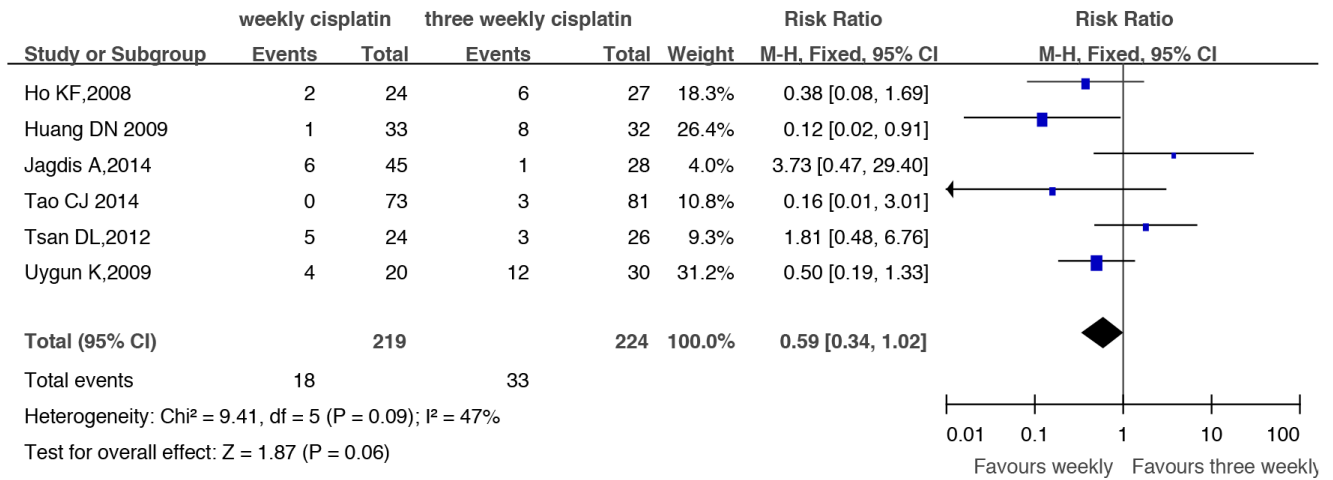 weekly cisplatin three weekly cisplatin Risk Ratio Risk Ratio
Study or Subgroup Events Total Events Total Weight M-H, Fixed, 95% CI M-H, Fixed, 95% CI
Ho KF,2008 2 24 6 27 18.3% 0.38 [0.08, 1.69]
Huang DN 2009 1 33 8 32 26.4% 0.12 [0.02, 0.91]
Jagdis A,2014 6 45 1 28 4.0% 3.73 [0.47, 29.40]
Tao CJ 2014 0 73 3 81 10.8% 0.16 [0.01, 3.01]
Tsan DL,2012 5 24 3 26 9.3% 1.81 [0.48, 6.76]
Uygun K,2009 4 20 12 30 31.2% 0.50 [0.19, 1.33]
Total (95% CI) 219 224 100.0% 0.59 [0.34, 1.02]
Total events 18 33
Heterogeneity: Chi² = 9.41, df = 5 (P = 0.09); I² = 47%
Test for overall effect: Z = 1.87 (P = 0.06)
0.01 0.1 1 10 100
Favours weekly Favours three weekly